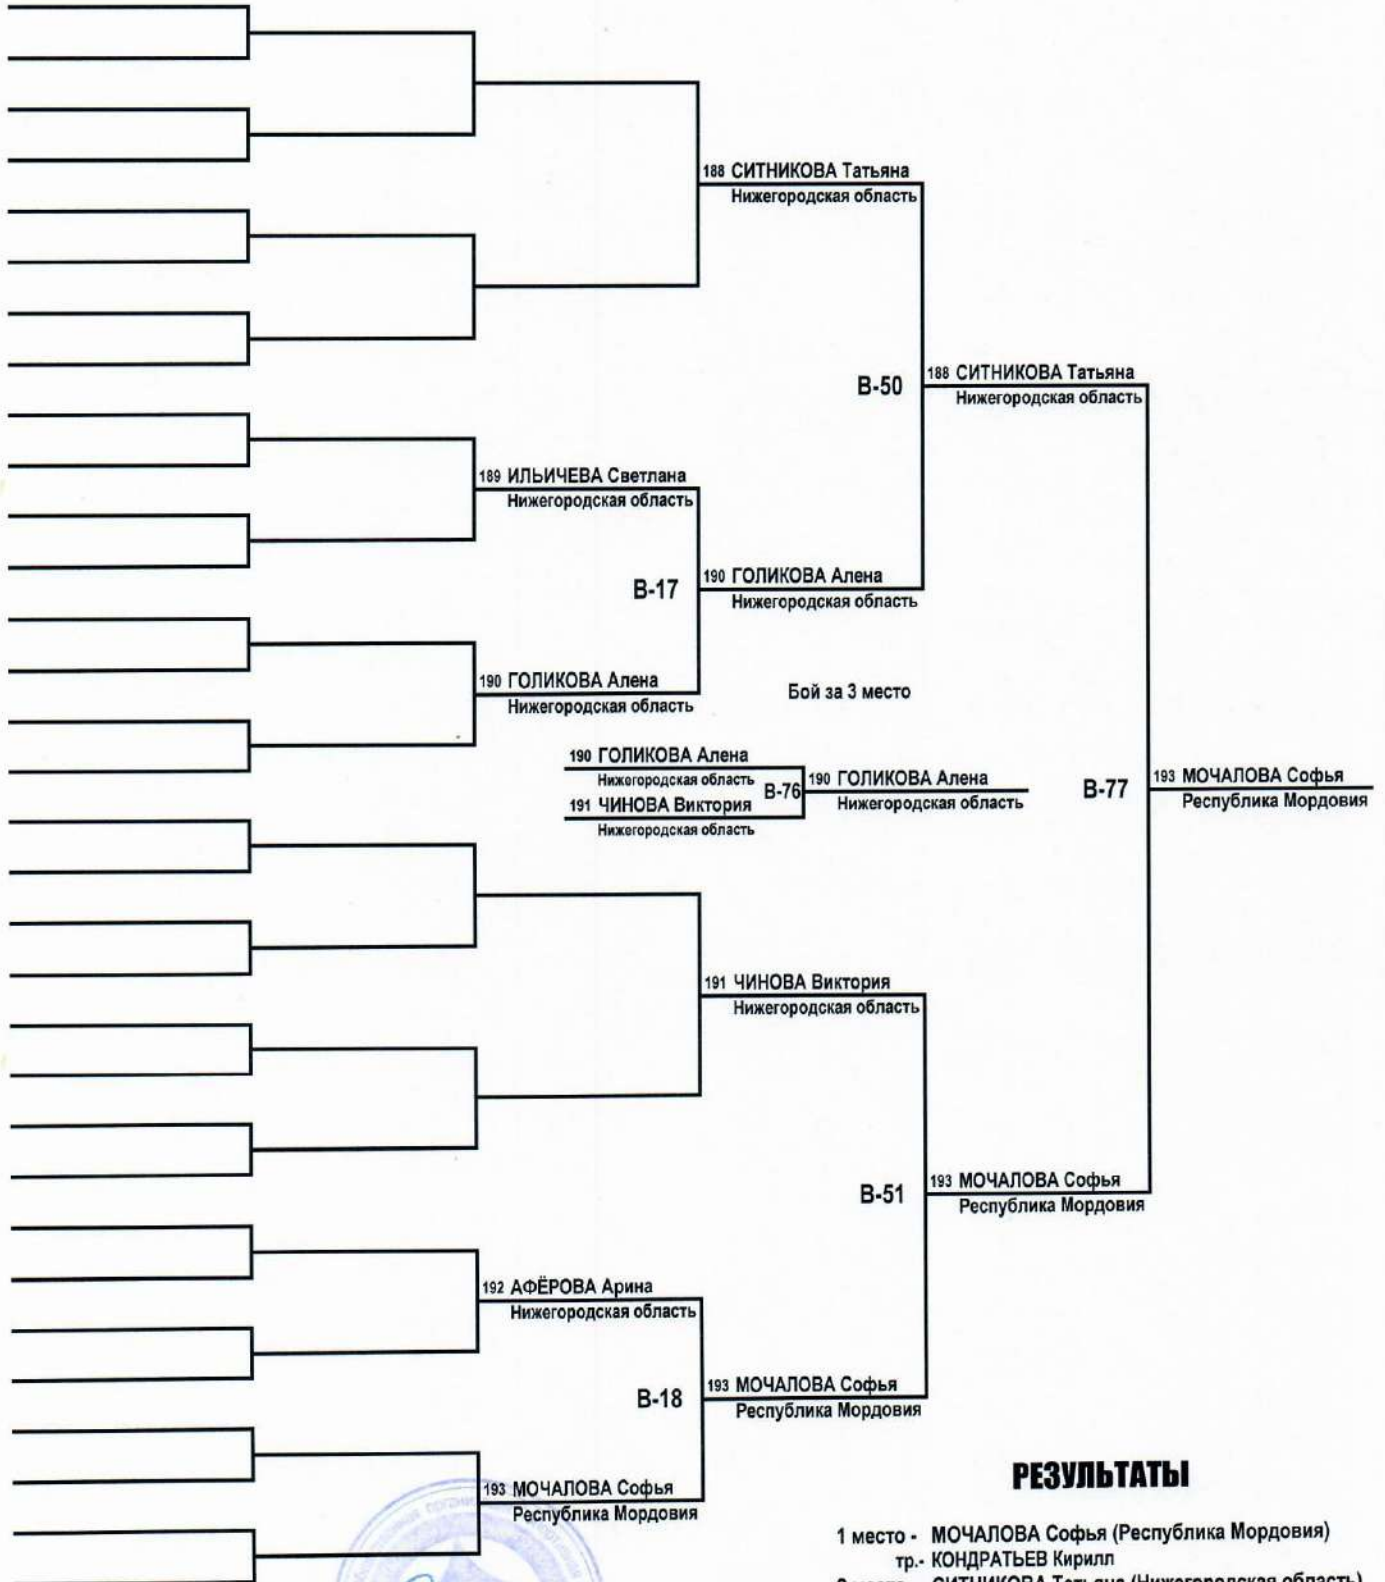 188 СИТНИКОВА Татьяна
Нижегородская область
В-50
188 СИТНИКОВА Татьяна
Нижегородская область
189 ИЛЬИЧЕВА Светлана
Нижегородская область
В-17
190 ГОЛИКОВА Алена
Нижегородская область
190 ГОЛИКОВА Алена
Нижегородская область
Бой за 3 место
190 ГОЛИКОВА Алена
Нижегородская область
В-76
190 ГОЛИКОВА Алена
Нижегородская область
191 ЧИНОВА Виктория
Нижегородская область
В-77
193 МОЧАЛОВА Софья
Республика Мордовия
191 ЧИНОВА Виктория
Нижегородская область
В-51
193 МОЧАЛОВА Софья
Республика Мордовия
192 АФЁРОВА Арина
Нижегородская область
В-18
193 МОЧАЛОВА Софья
Республика Мордовия
193 МОЧАЛОВА Софья
Республика Мордовия
РЕЗУЛЬТАТЫ
1 место - МОЧАЛОВА Софья (Республика Мордовия)
тр.- КОНДРАТЬЕВ Кирилл
СИТНИКОВА Татьяна (Нижегородская область)